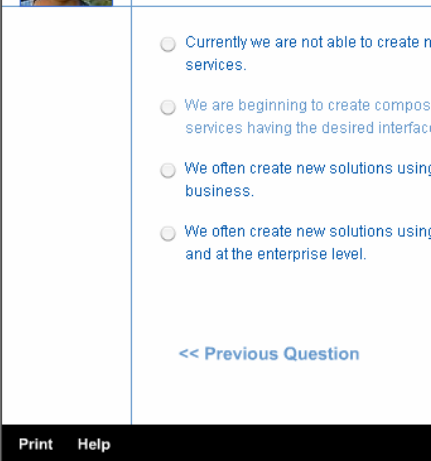 Currently we are not able to create
services.
We are beginning to create
services having the desired
We often create new solutions using
business.
We often create new solutions using
and at the enterprise level.
<< Previous Question
Print Help